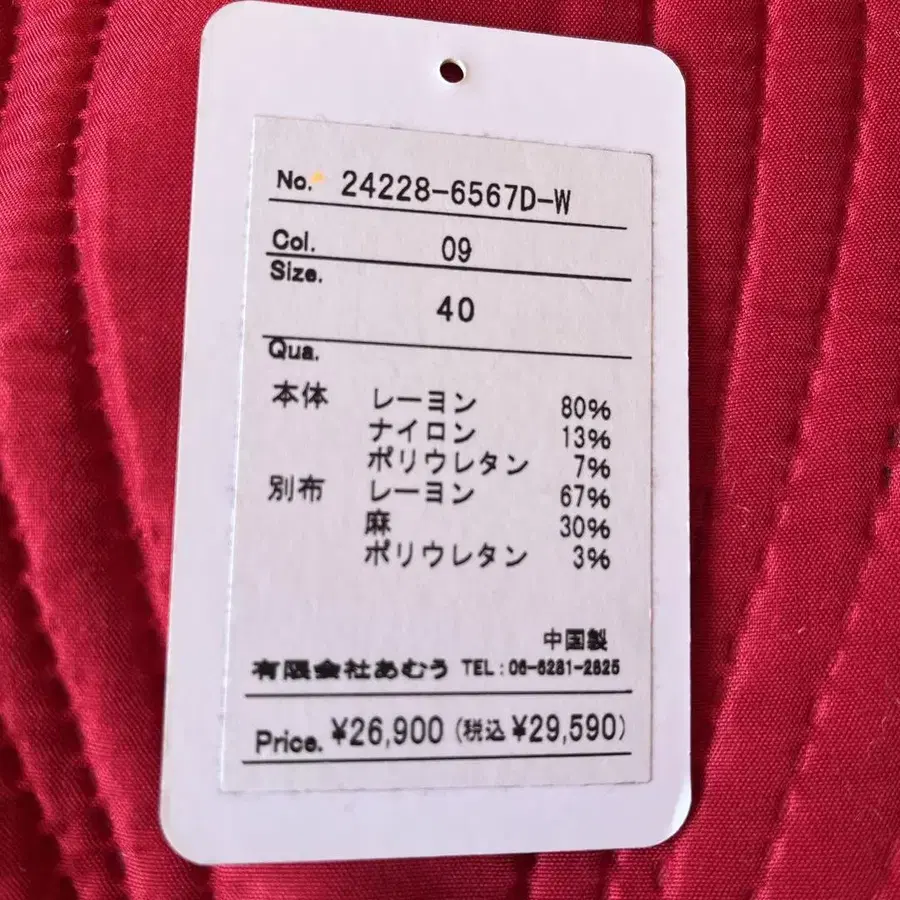 No. 24228-6567D-W
Col. 09
Size.
40
Qua.
本体 レーヨン 80%
ナイロン 13%
ポリウレタン 7%
別布 レーヨン 67%
麻 30%
ポリウレタン 3%
中国製
有限会社あむう TEL:06-6281-2825
Price. ¥26,900 (税込 ¥29,590)